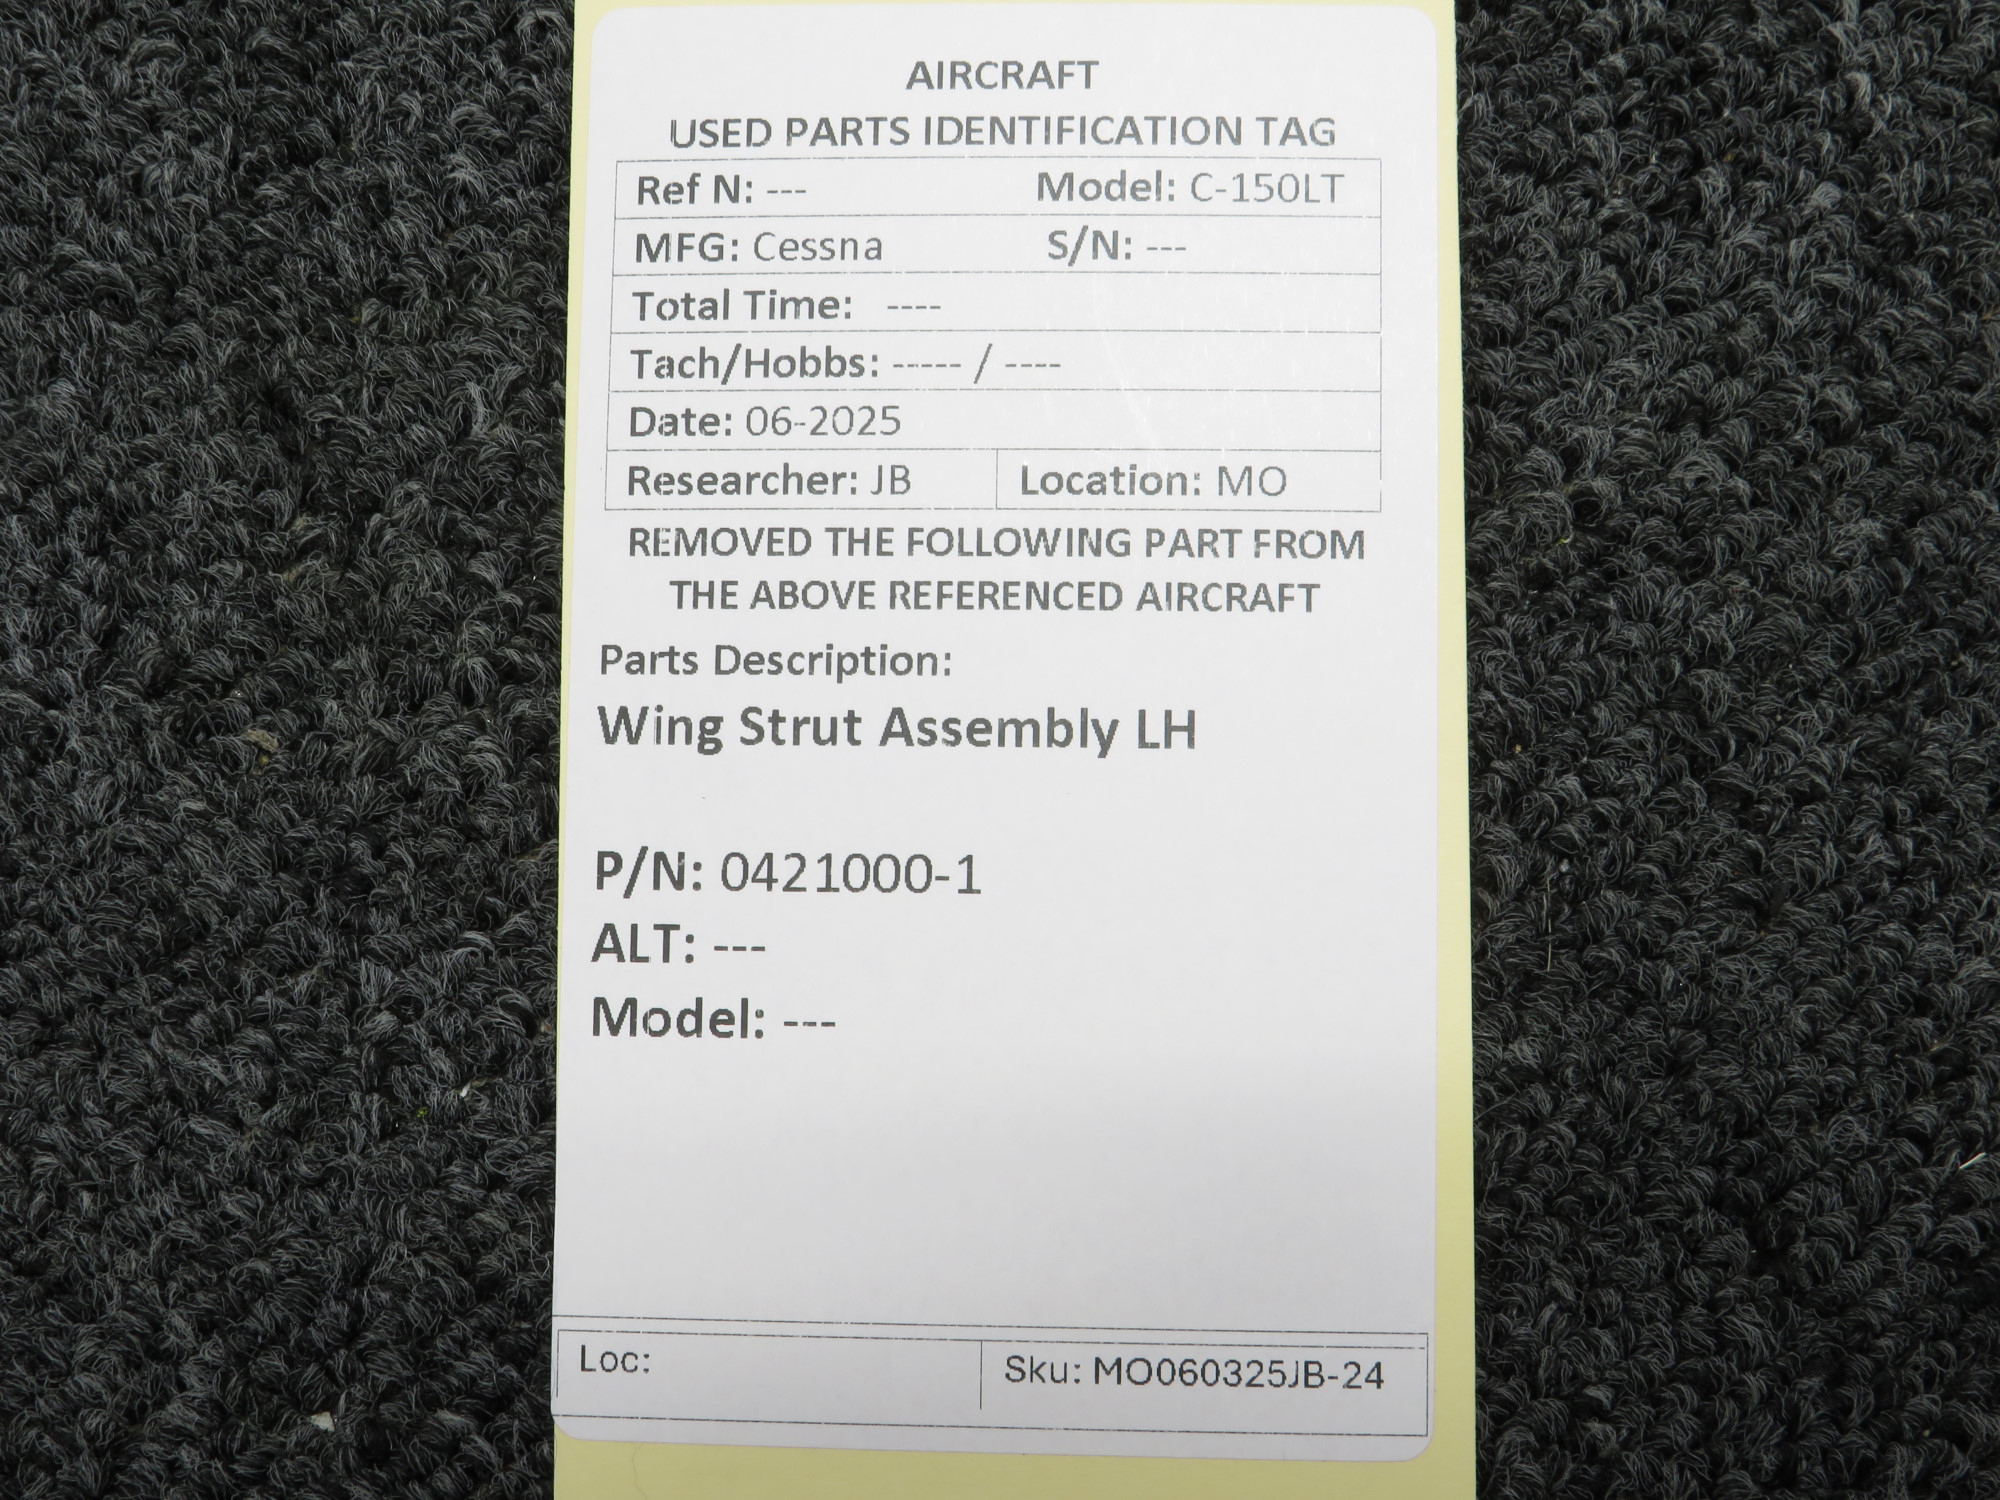 AIRCRAFT
USED PARTS IDENTIFICATION TAG
Ref N: --- Model: C-150LT
MFG: Cessna S/N: ---
Total Time: ----
Tach/Hobbs: ----- / ----
Date: 06-2025
Researcher: JB Location: MO
REMOVED THE FOLLOWING PART FROM
THE ABOVE REFERENCED AIRCRAFT
Parts Description:
Wing Strut Assembly LH
P/N: 0421000-1
ALT: ---
Model: ---
Loc: Sku: MO060325JB-24